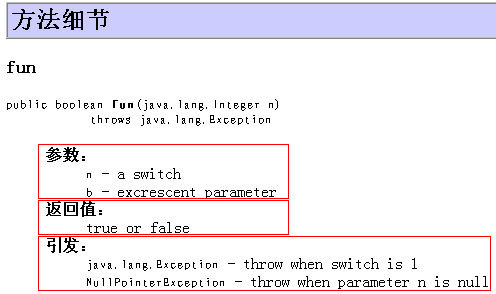 方法细节
fun
public boolean fun(java.lang.Integer n)
throws java.lang.Exception
参数：
n - a switch
b - excrescent parameter
返回值：
true or false
引发：
java.lang.Exception - throw when switch is 1
NullPointerException - throw when parameter n is null